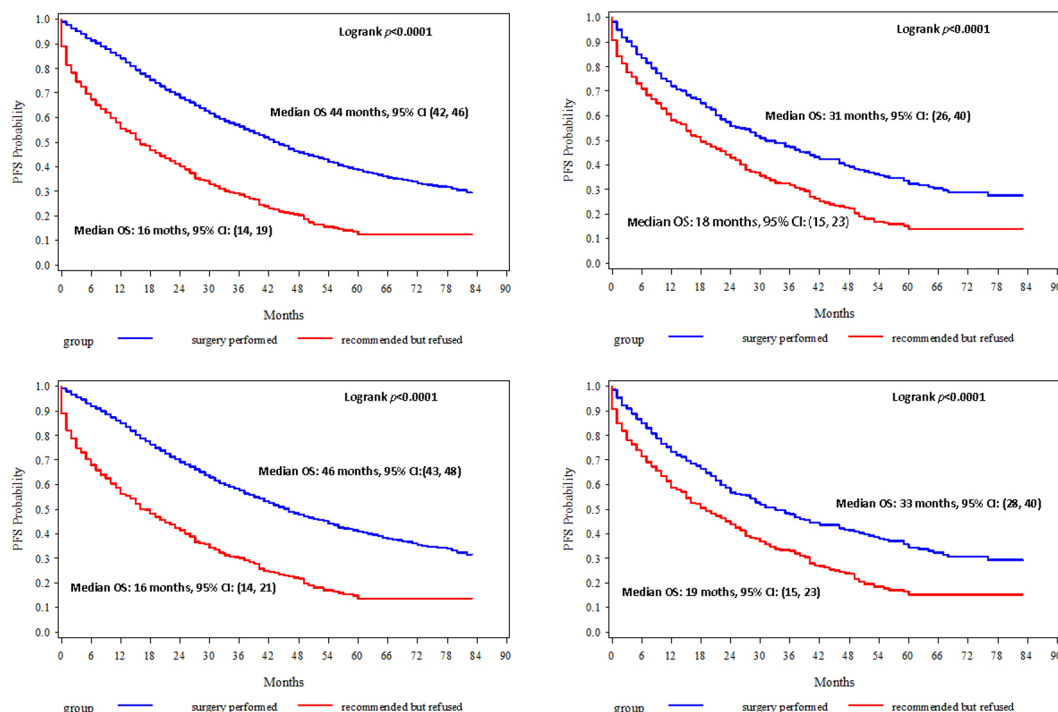 Logrank p<0.0001
Median OS 44 months, 95% CI (42, 46)
Median OS: 16 moths, 95% CI: (14, 19)
PFS Probability
1.0
0.9
0.8
0.7
0.6
0.5
0.4
0.3
0.2
0.1
0.0
0 6 12 18 24 30 36 42 48 54 60 66 72 78 84 90
Months
group surgery performed recommended but refused
Logrank p<0.0001
Median OS: 31 months, 95% CI: (26, 40)
Median OS: 18 months, 95% CI: (15, 23)
PFS Probability
1.0
0.9
0.8
0.7
0.6
0.5
0.4
0.3
0.2
0.1
0.0
0 6 12 18 24 30 36 42 48 54 60 66 72 78 84 90
Months
group surgery performed recommended but refused
Logrank p<0.0001
Median OS: 46 months, 95% CI:(43, 48)
Median OS: 16 months, 95% CI: (14, 21)
PFS Probability
1.0
0.9
0.8
0.7
0.6
0.5
0.4
0.3
0.2
0.1
0.0
0 6 12 18 24 30 36 42 48 54 60 66 72 78 84 90
Months
group surgery performed recommended but refused
Logrank p<0.0001
Median OS: 33 months, 95% CI: (28, 40)
Median OS: 19 moths, 95% CI: (15, 23)
PFS Probability
1.0
0.9
0.8
0.7
0.6
0.5
0.4
0.3
0.2
0.1
0.0
0 6 12 18 24 30 36 42 48 54 60 66 72 78 84 90
Months
group surgery performed recommended but refused